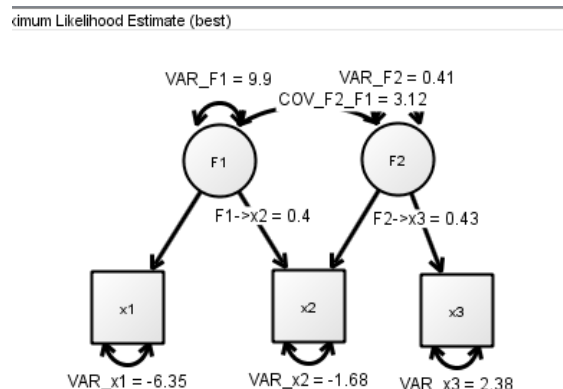 ximum Likelihood Estimate (best)
VAR_F1 = 9.9
VAR_F2 = 0.41
COV_F2_F1 = 3.12
F1
F2
F1->x2 = 0.4
F2->x3 = 0.43
x1
x2
x3
VAR_x1 = -6.35
VAR_x2 = -1.68
VAR_x3 = 2.38